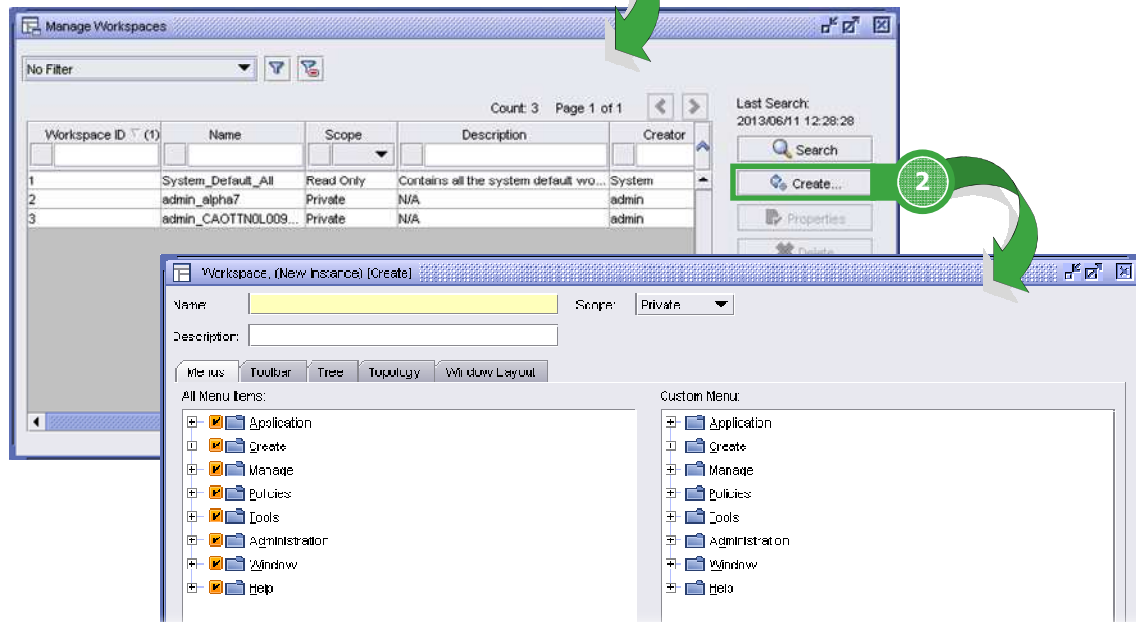 Manage Workspaces
No Filter
Count: 3 Page 1 of 1
Last Search:
2013/06/11 12:28:28
Workspace ID (1) Name Scope Description Creator
Search
1 System_Default_All Read Only Contains all the system default wo... System
2 admin_alpha7 Private N/A admin
3 admin_CAOTTN0L009... Private N/A admin
Create...
2
Properties
Delete
Workspace, (New Instance) [Create]
Name: Scope: Private
Description:
Menus Toolbar Tree Topology Window Layout
All Menu Items: Custom Menu:
Application Application
Create Create
Manage Manage
Policies Policies
Tools Tools
Administration Administration
Window Window
Help Help